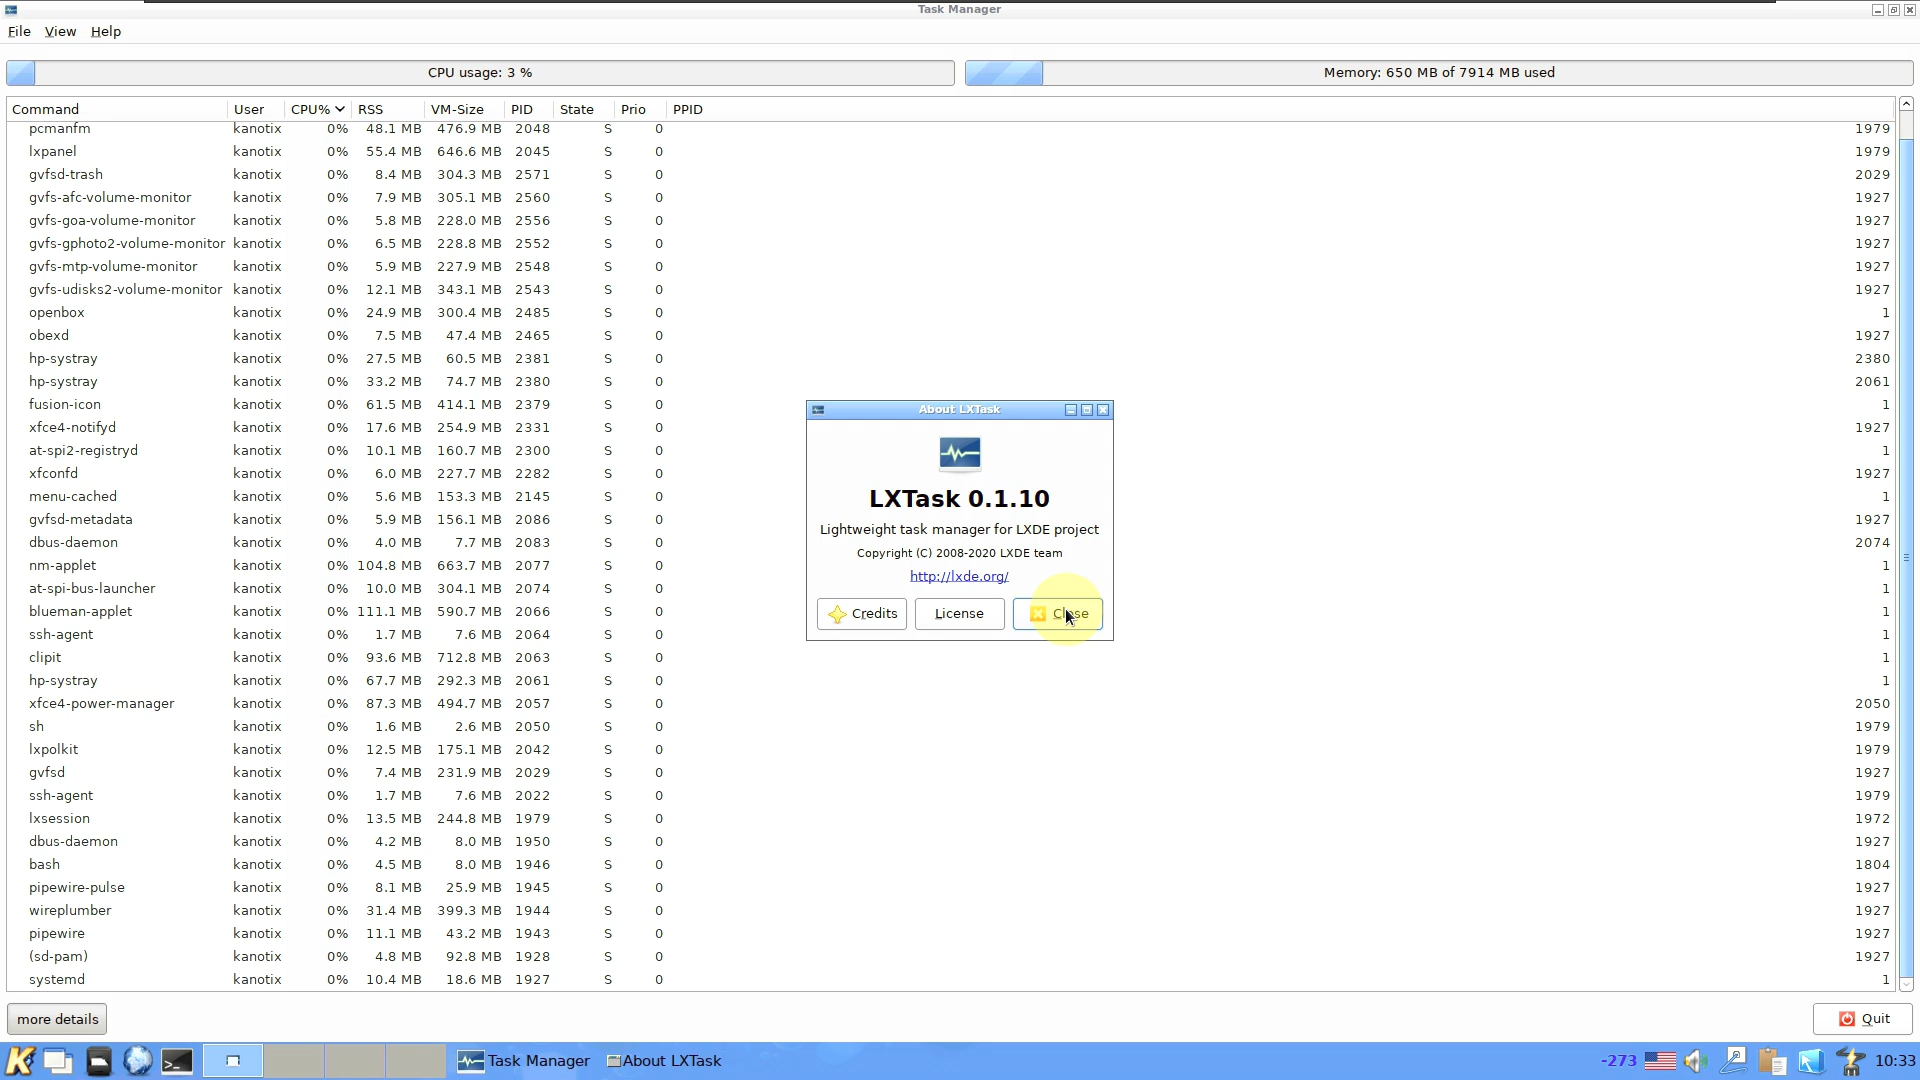 Task Manager
File View Help
CPU usage: 3 % Memory: 650 MB of 7914 MB used
Command User CPU% RSS VM-Size PID State Prio PPID
pcmanfm kanotix 0% 48.1 MB 476.9 MB 2048 S 0 1979
lxpanel kanotix 0% 55.4 MB 646.6 MB 2045 S 0 1979
gvfsd-trash kanotix 0% 8.4 MB 304.3 MB 2571 S 0 2029
gvfs-afc-volume-monitor kanotix 0% 7.9 MB 305.1 MB 2560 S 0 1927
gvfs-goa-volume-monitor kanotix 0% 5.8 MB 228.0 MB 2556 S 0 1927
gvfs-gphoto2-volume-monitor kanotix 0% 6.5 MB 228.8 MB 2552 S 0 1927
gvfs-mtp-volume-monitor kanotix 0% 5.9 MB 227.9 MB 2548 S 0 1927
gvfs-udisks2-volume-monitor kanotix 0% 12.1 MB 343.1 MB 2543 S 0 1927
openbox kanotix 0% 24.9 MB 300.4 MB 2485 S 0 1
obexd kanotix 0% 7.5 MB 47.4 MB 2465 S 0 1927
hp-systray kanotix 0% 27.5 MB 60.5 MB 2381 S 0 2380
hp-systray kanotix 0% 33.2 MB 74.7 MB 2380 S 0 2061
fusion-icon kanotix 0% 61.5 MB 414.1 MB 2379 S 0 1
xfce4-notifyd kanotix 0% 17.6 MB 254.9 MB 2331 S 0 1927
at-spi2-registryd kanotix 0% 10.1 MB 160.7 MB 2300 S 0 1
xfconfd kanotix 0% 6.0 MB 227.7 MB 2282 S 0 1927
menu-cached kanotix 0% 5.6 MB 153.3 MB 2145 S 0 1
gvfsd-metadata kanotix 0% 5.9 MB 156.1 MB 2086 S 0 1927
dbus-daemon kanotix 0% 4.0 MB 7.7 MB 2083 S 0 2074
nm-applet kanotix 0% 104.8 MB 663.7 MB 2077 S 0 1
at-spi-bus-launcher kanotix 0% 10.0 MB 304.1 MB 2074 S 0 1
blueman-applet kanotix 0% 111.1 MB 590.7 MB 2066 S 0 1
ssh-agent kanotix 0% 1.7 MB 7.6 MB 2064 S 0 1
clipit kanotix 0% 93.6 MB 712.8 MB 2063 S 0 1
hp-systray kanotix 0% 67.7 MB 292.3 MB 2061 S 0 1
xfce4-power-manager kanotix 0% 87.3 MB 494.7 MB 2057 S 0 2050
sh kanotix 0% 1.6 MB 2.6 MB 2050 S 0 1979
lxpolkit kanotix 0% 12.5 MB 175.1 MB 2042 S 0 1979
gvfsd kanotix 0% 7.4 MB 231.9 MB 2029 S 0 1927
ssh-agent kanotix 0% 1.7 MB 7.6 MB 2022 S 0 1979
lxsession kanotix 0% 13.5 MB 244.8 MB 1979 S 0 1972
dbus-daemon kanotix 0% 4.2 MB 8.0 MB 1950 S 0 1927
bash kanotix 0% 4.5 MB 8.0 MB 1946 S 0 1804
pipewire-pulse kanotix 0% 8.1 MB 25.9 MB 1945 S 0 1927
wireplumber kanotix 0% 31.4 MB 399.3 MB 1944 S 0 1927
pipewire kanotix 0% 11.1 MB 43.2 MB 1943 S 0 1927
(sd-pam) kanotix 0% 4.8 MB 92.8 MB 1928 S 0 1927
systemd kanotix 0% 10.4 MB 18.6 MB 1927 S 0 1
About LXTask
LXTask 0.1.10
Lightweight task manager for LXDE project
Copyright (C) 2008-2020 LXDE team
http://lxde.org/
Credits License Close
more details Quit
Task Manager About LXTask -273 10:33